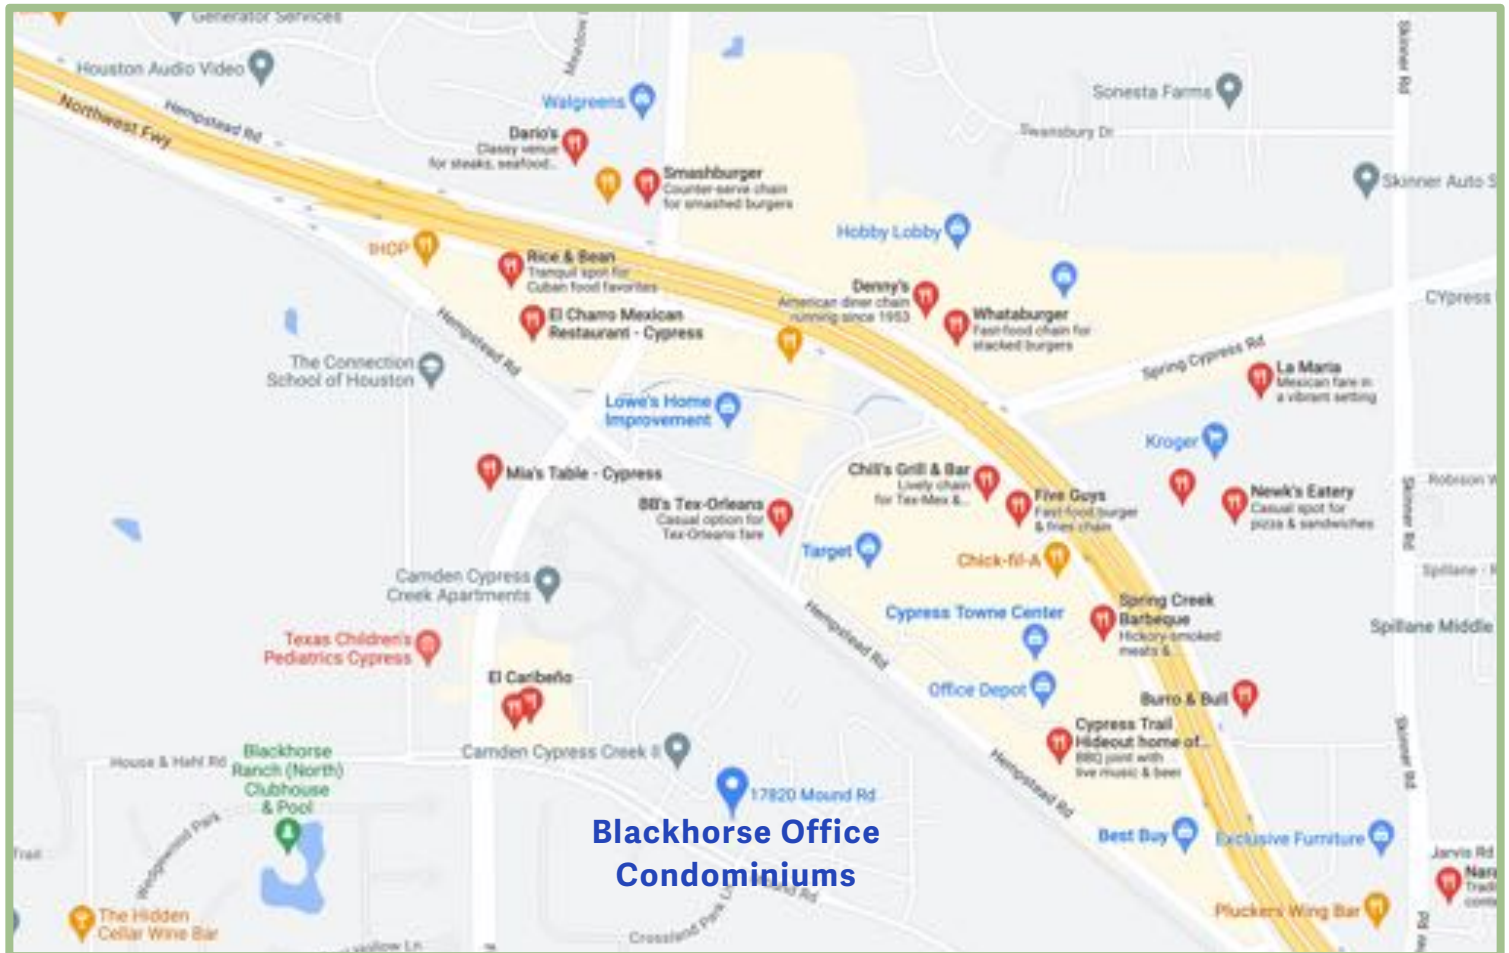 Generator Services
Houston Audio Video
Hempstead Rd
Northwest Fwy
Walgreens
Dario's
Classy venue
for steaks, seafood...
Smashburger
Counter-serve chain
for smashed burgers
Sonesta Farms
Swansbury Dr
Skinner Rd
Skinner Auto S
Hobby Lobby
IHOP
Rice & Bean
Tranquil spot for
Cuban food favorites
El Charro Mexican
Restaurant - Cypress
Denny's
American diner chain
running since 1953
Whataburger
Fast-food chain for
stacked burgers
Hempstead Rd
The Connection
School of Houston
Spring Cypress Rd
La Maria
Mexican fare in
a vibrant setting
Lowe's Home
Improvement
Kroger
Mia's Table - Cypress
BB's Tex-Orleans
Casual option for
Tex-Orleans fare
Chili's Grill & Bar
Lively chain
for Tex-Mex &...
Five Guys
Fast-food burger
& fries chain
Newk's Eatery
Casual spot for
pizza & sandwiches
Skinner Rd
Target
Chick-fil-A
Camden Cypress
Creek Apartments
Cypress Towne Center
Spring Creek
Barbeque
Hickory-smoked
meats &
Spillane Middle
Hempstead Rd
Texas Children's
Pediatrics Cypress
El Caribeño
Office Depot
Burro & Bull
Cypress Trail
Hideout home of...
BBQ joint with
live music & beer
Camden Cypress Creek II
House & Hahl Rd
Blackhorse
Ranch (North)
Clubhouse
& Pool
Skinner Rd
Hempstead Rd
17820 Mound Rd
Blackhorse Office
Condominiums
Best Buy
Exclusive Furniture
Wedgewood Park
Trail
Jarvis Rd
The Hidden
Cellar Wine Bar
Crossland Park
Pluckers Wing Bar